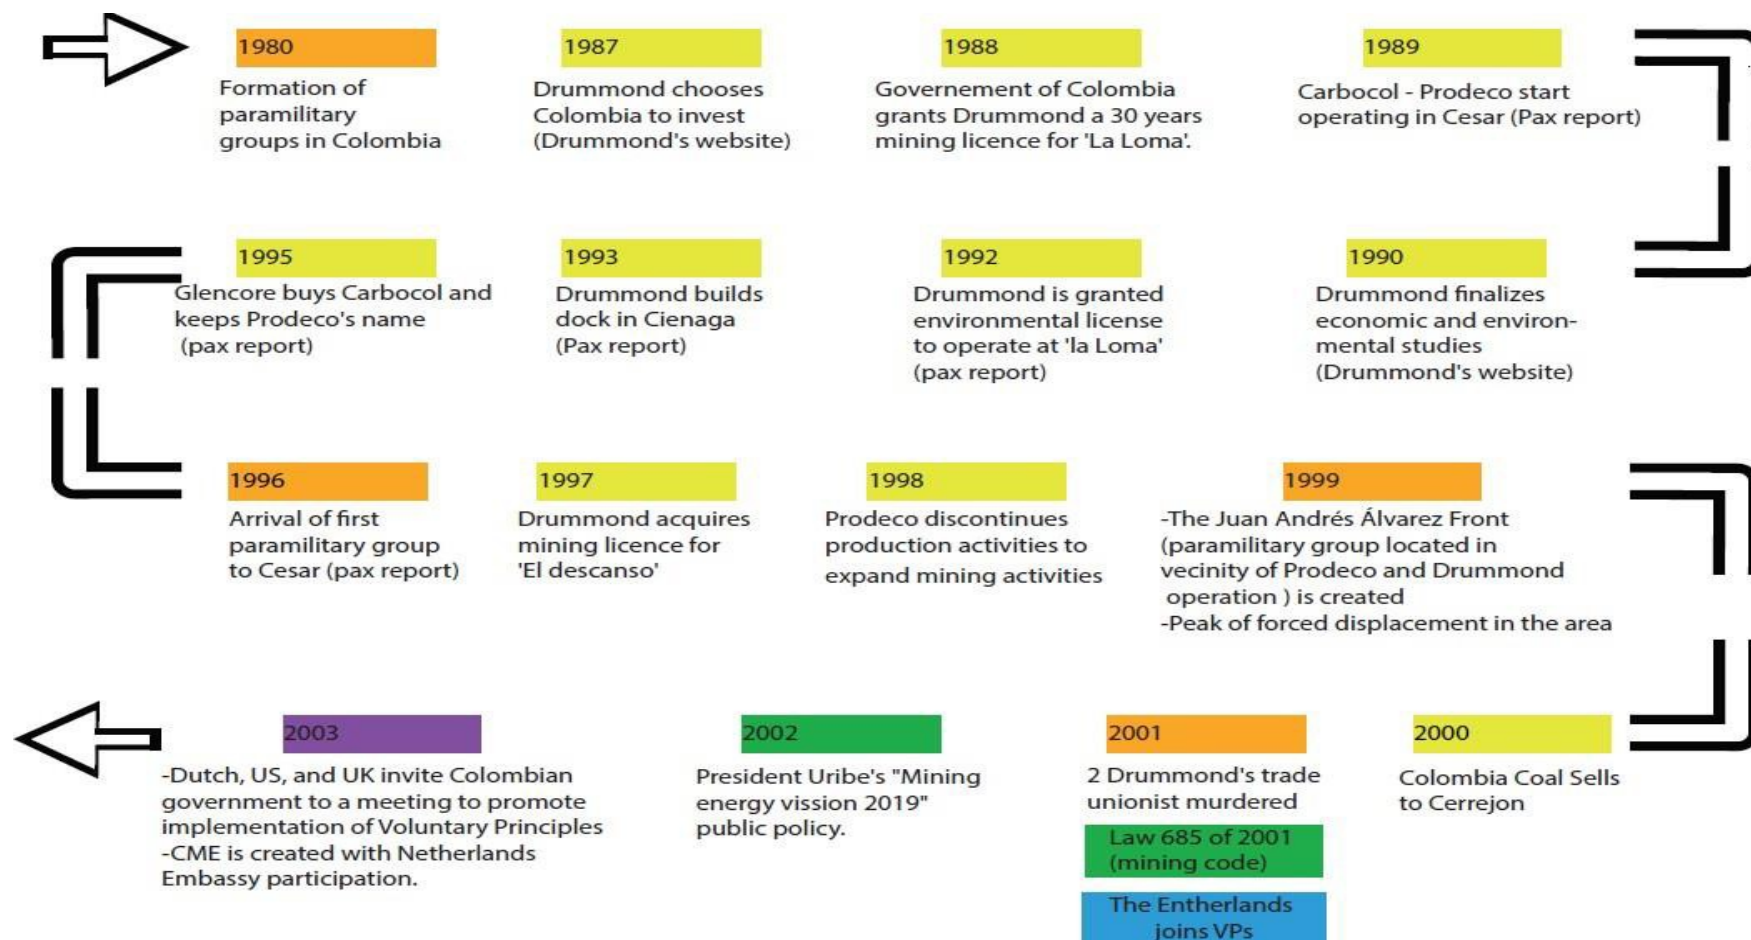 1980
Formation of
paramilitary
groups in Colombia
1987
Drummond chooses
Colombia to invest
(Drummond's website)
1988
Governement of Colombia
grants Drummond a 30 years
mining licence for 'La Loma'.
1989
Carbocol - Prodeco start
operating in Cesar (Pax report)
1990
Drummond finalizes
economic and environ-
mental studies
(Drummond's website)
1992
Drummond is granted
environmental license
to operate at 'la Loma'
(pax report)
1993
Drummond builds
dock in Cienaga
(Pax report)
1995
Glencore buys Carbocol and
keeps Prodeco's name
(pax report)
1996
Arrival of first
paramilitary group
to Cesar (pax report)
1997
Drummond acquires
mining licence for
'El descanso'
1998
Prodeco discontinues
production activities to
expand mining activities
1999
-The Juan Andrés Álvarez Front
(paramilitary group located in
vecinity of Prodeco and Drummond
operation ) is created
-Peak of forced displacement in the area
2000
Colombia Coal Sells
to Cerrejon
2001
2 Drummond's trade
unionist murdered
Law 685 of 2001
(mining code)
The Entherlands
joins VPs
2002
President Uribe's "Mining
energy vission 2019"
public policy.
2003
-Dutch, US, and UK invite Colombian
government to a meeting to promote
implementation of Voluntary Principles
-CME is created with Netherlands
Embassy participation.